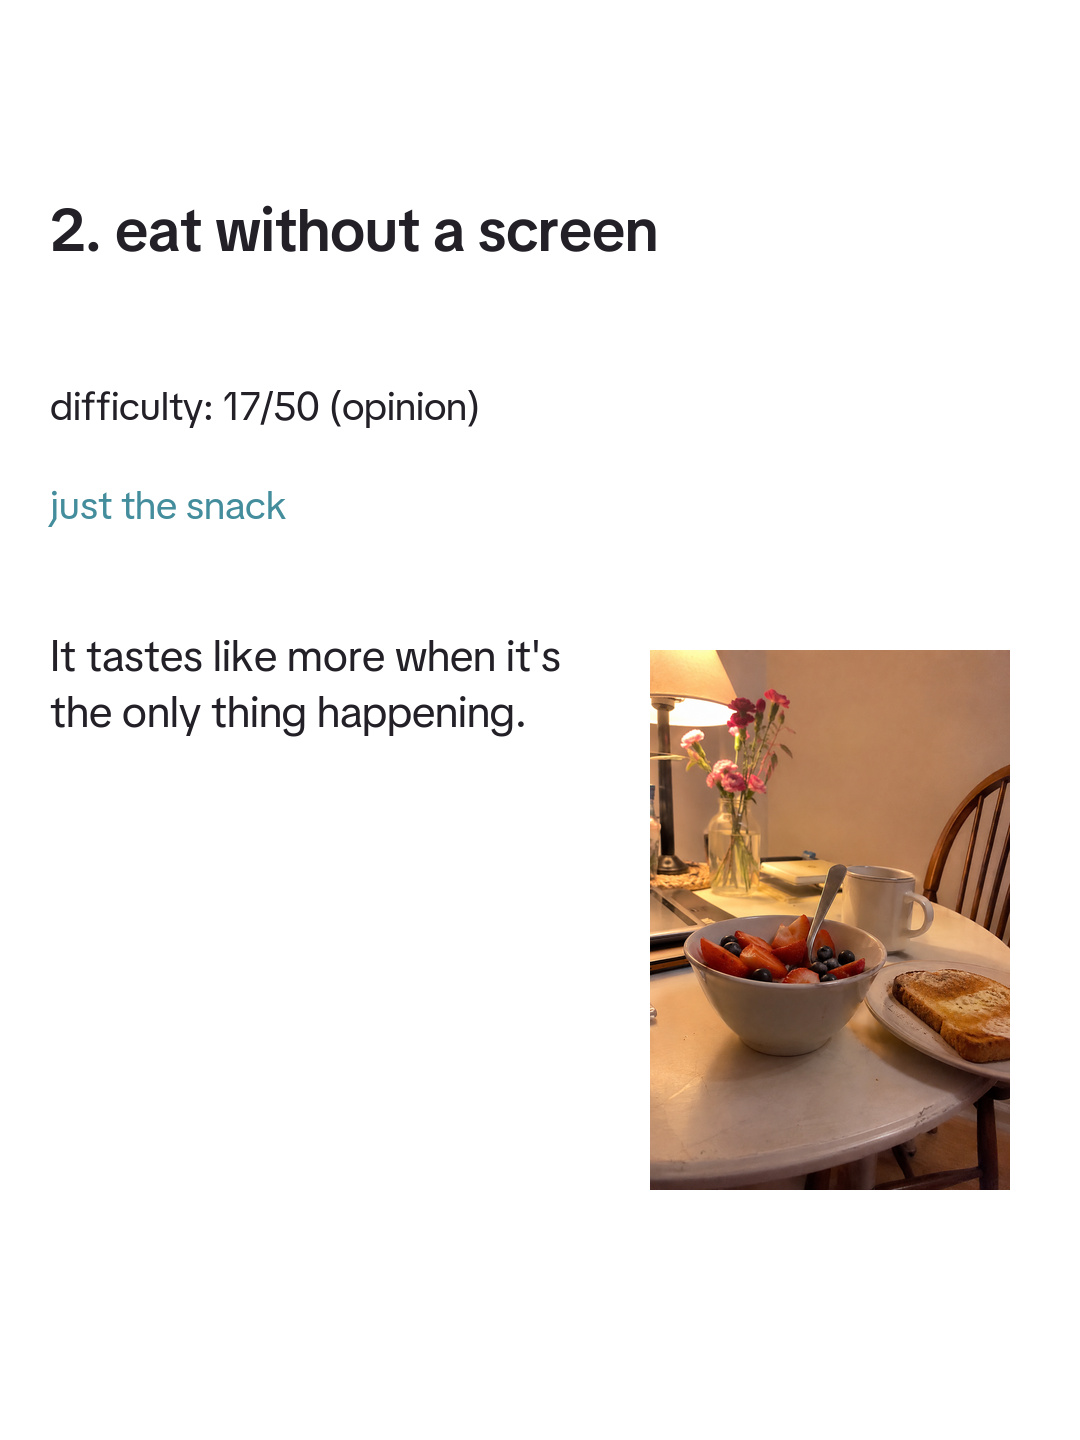 2. eat without a screen
difficulty: 17/50 (opinion)
just the snack
It tastes like more when it's
the only thing happening.